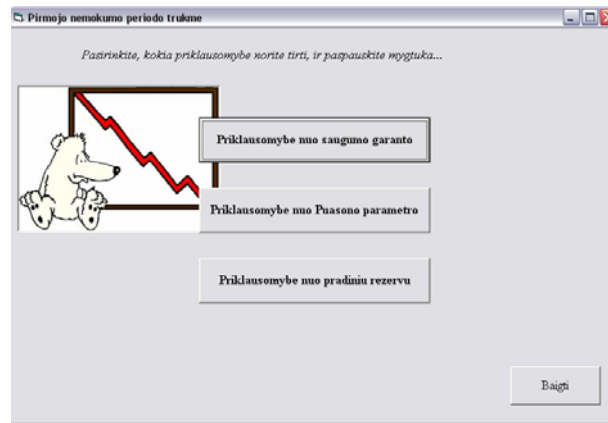 Pirmojo nemokumo periodo trukme
Pasirinkite, kokia priklausomybe norite tirti, ir paspauskite mygtuka...
Priklausomybe nuo saugumo garanto
Priklausomybe nuo Puasono parametro
Priklausomybe nuo pradiniu rezervu
Baigti